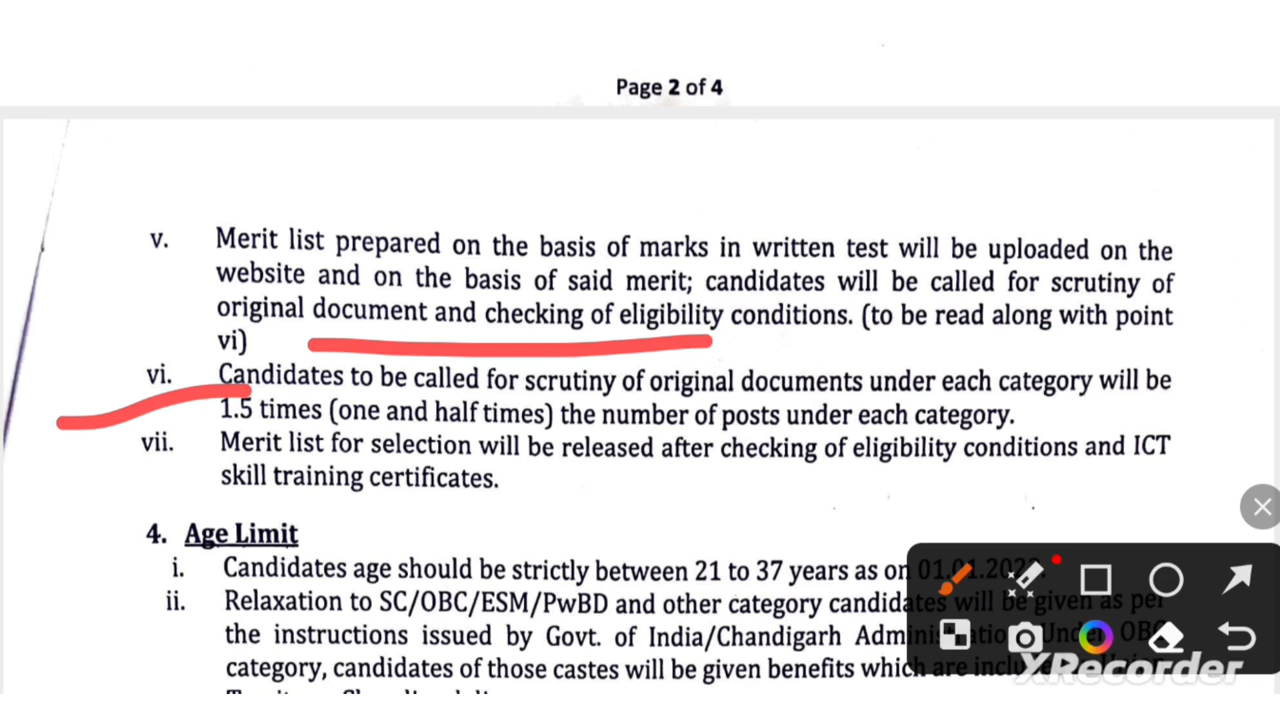 Page 2 of 4
v. Merit list prepared on the basis of marks in written test will be uploaded on the
website and on the basis of said merit; candidates will be called for scrutiny of
original document and checking of eligibility conditions. (to be read along with point
vi)
vi. Candidates to be called for scrutiny of original documents under each category will be
1.5 times (one and half times) the number of posts under each category.
vii. Merit list for selection will be released after checking of eligibility conditions and ICT
skill training certificates.
4. Age Limit
i. Candidates age should be strictly between 21 to 37 years as on
ii. Relaxation to SC/OBC/ESM/PwBD and other category candidates will be given as per
the instructions issued by Govt. of India/Chandigarh Administration Under OBC
category, candidates of those castes will be given benefits which are
XRecorder